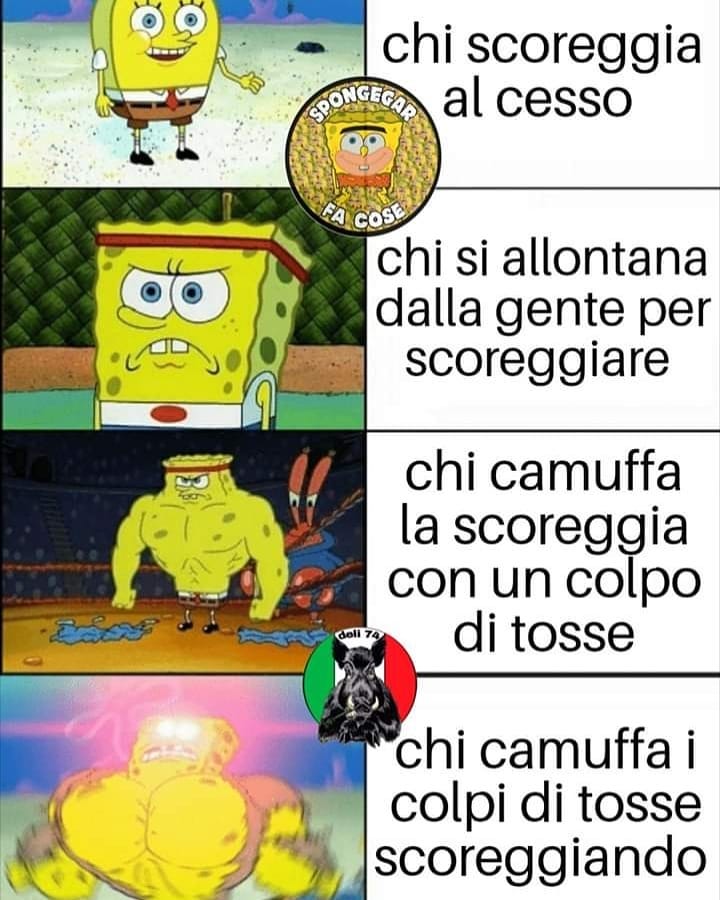 chi scoreggia
al cesso
SPONGEGAR
FA COSE
chi si allontana
dalla gente per
scoreggiare
chi camuffa
la scoreggia
con un colpo
di tosse
doli 74
chi camuffa i
colpi di tosse
scoreggiando